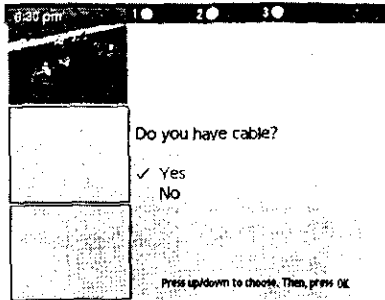 6:30 pm 1 2 3
Do you have cable?
✓ Yes
No
Press up/down to choose. Then, press OK